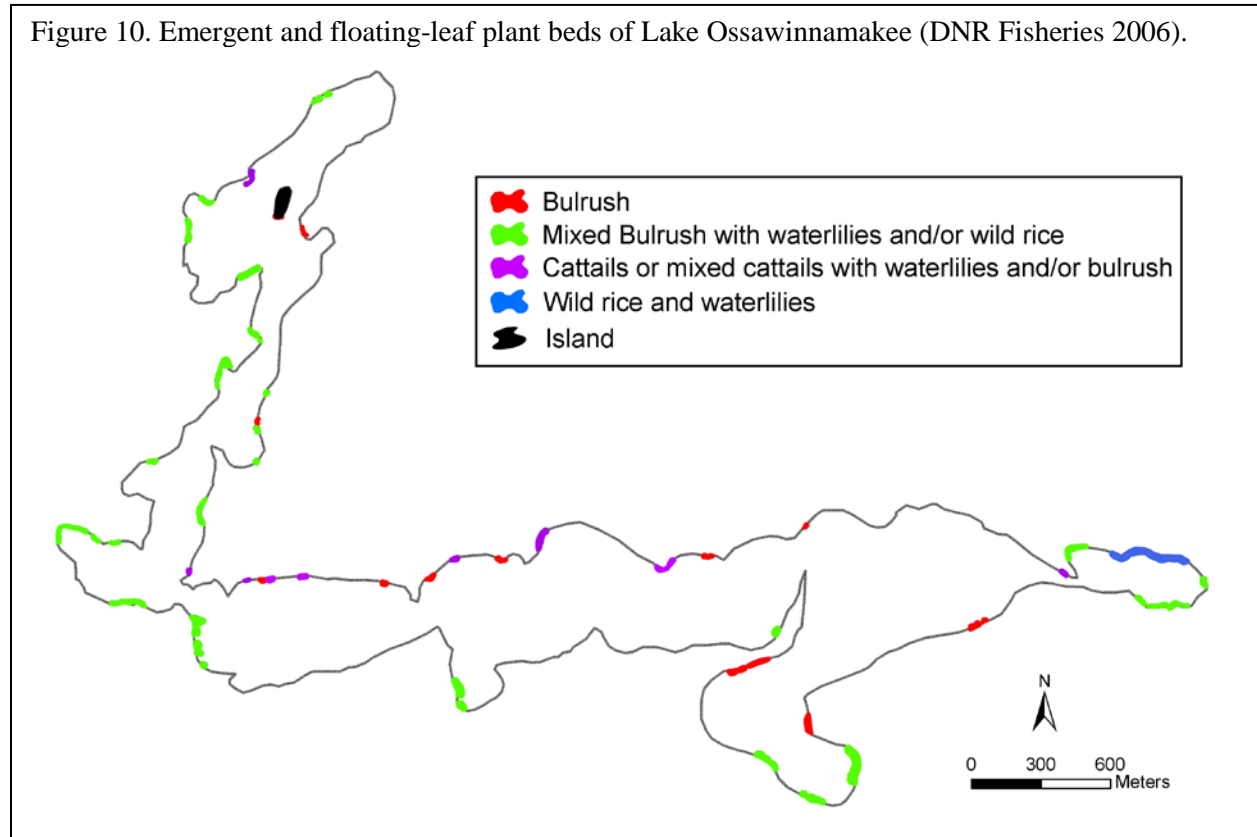 Figure 10. Emergent and floating-leaf plant beds of Lake Ossawinnamakee (DNR Fisheries 2006).
Bulrush
Mixed Bulrush with waterlilies and/or wild rice
Cattails or mixed cattails with waterlilies and/or bulrush
Wild rice and waterlilies
Island
N
0 300 600
Meters